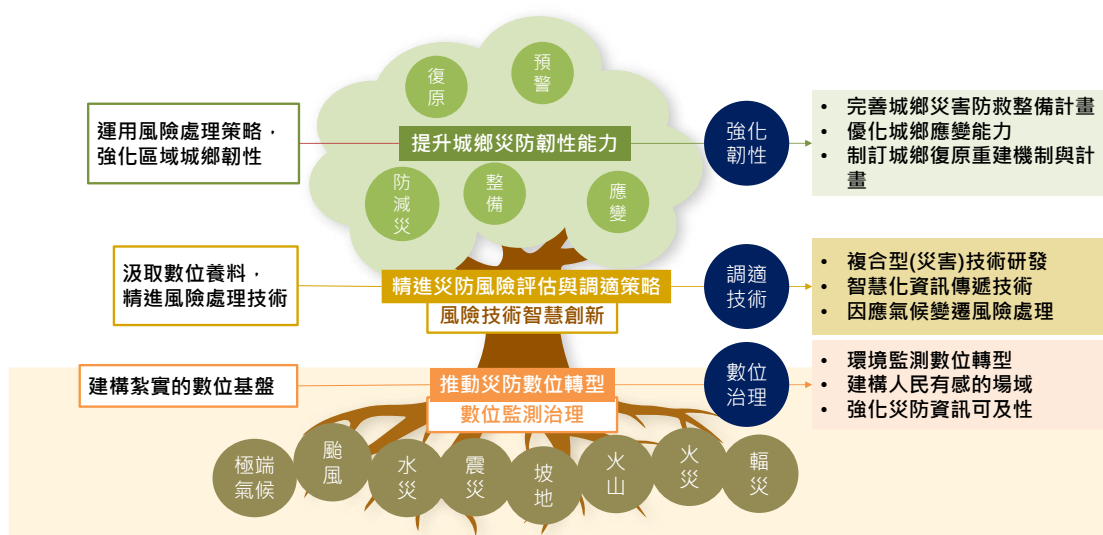 復
原
預
警
運用風險處理策略，
強化區域城鄉韌性
提升城鄉災防韌性能力
強化
韌性
• 完善城鄉災害防救整備計畫
• 優化城鄉應變能力
• 制訂城鄉復原重建機制與計
畫
防
減
災
整
備
應
變
汲取數位養料，
精進風險處理技術
精進災防風險評估與調適策略
風險技術智慧創新
調適
技術
• 複合型(災害)技術研發
• 智慧化資訊傳遞技術
• 因應氣候變遷風險處理
建構紮實的數位基盤
推動災防數位轉型
數位監測治理
數位
治理
• 環境監測數位轉型
• 建構人民有感的場域
• 強化災防資訊可及性
極端
氣候
颱
風
水
災
震
災
坡
地
火
山
火
災
輻
災